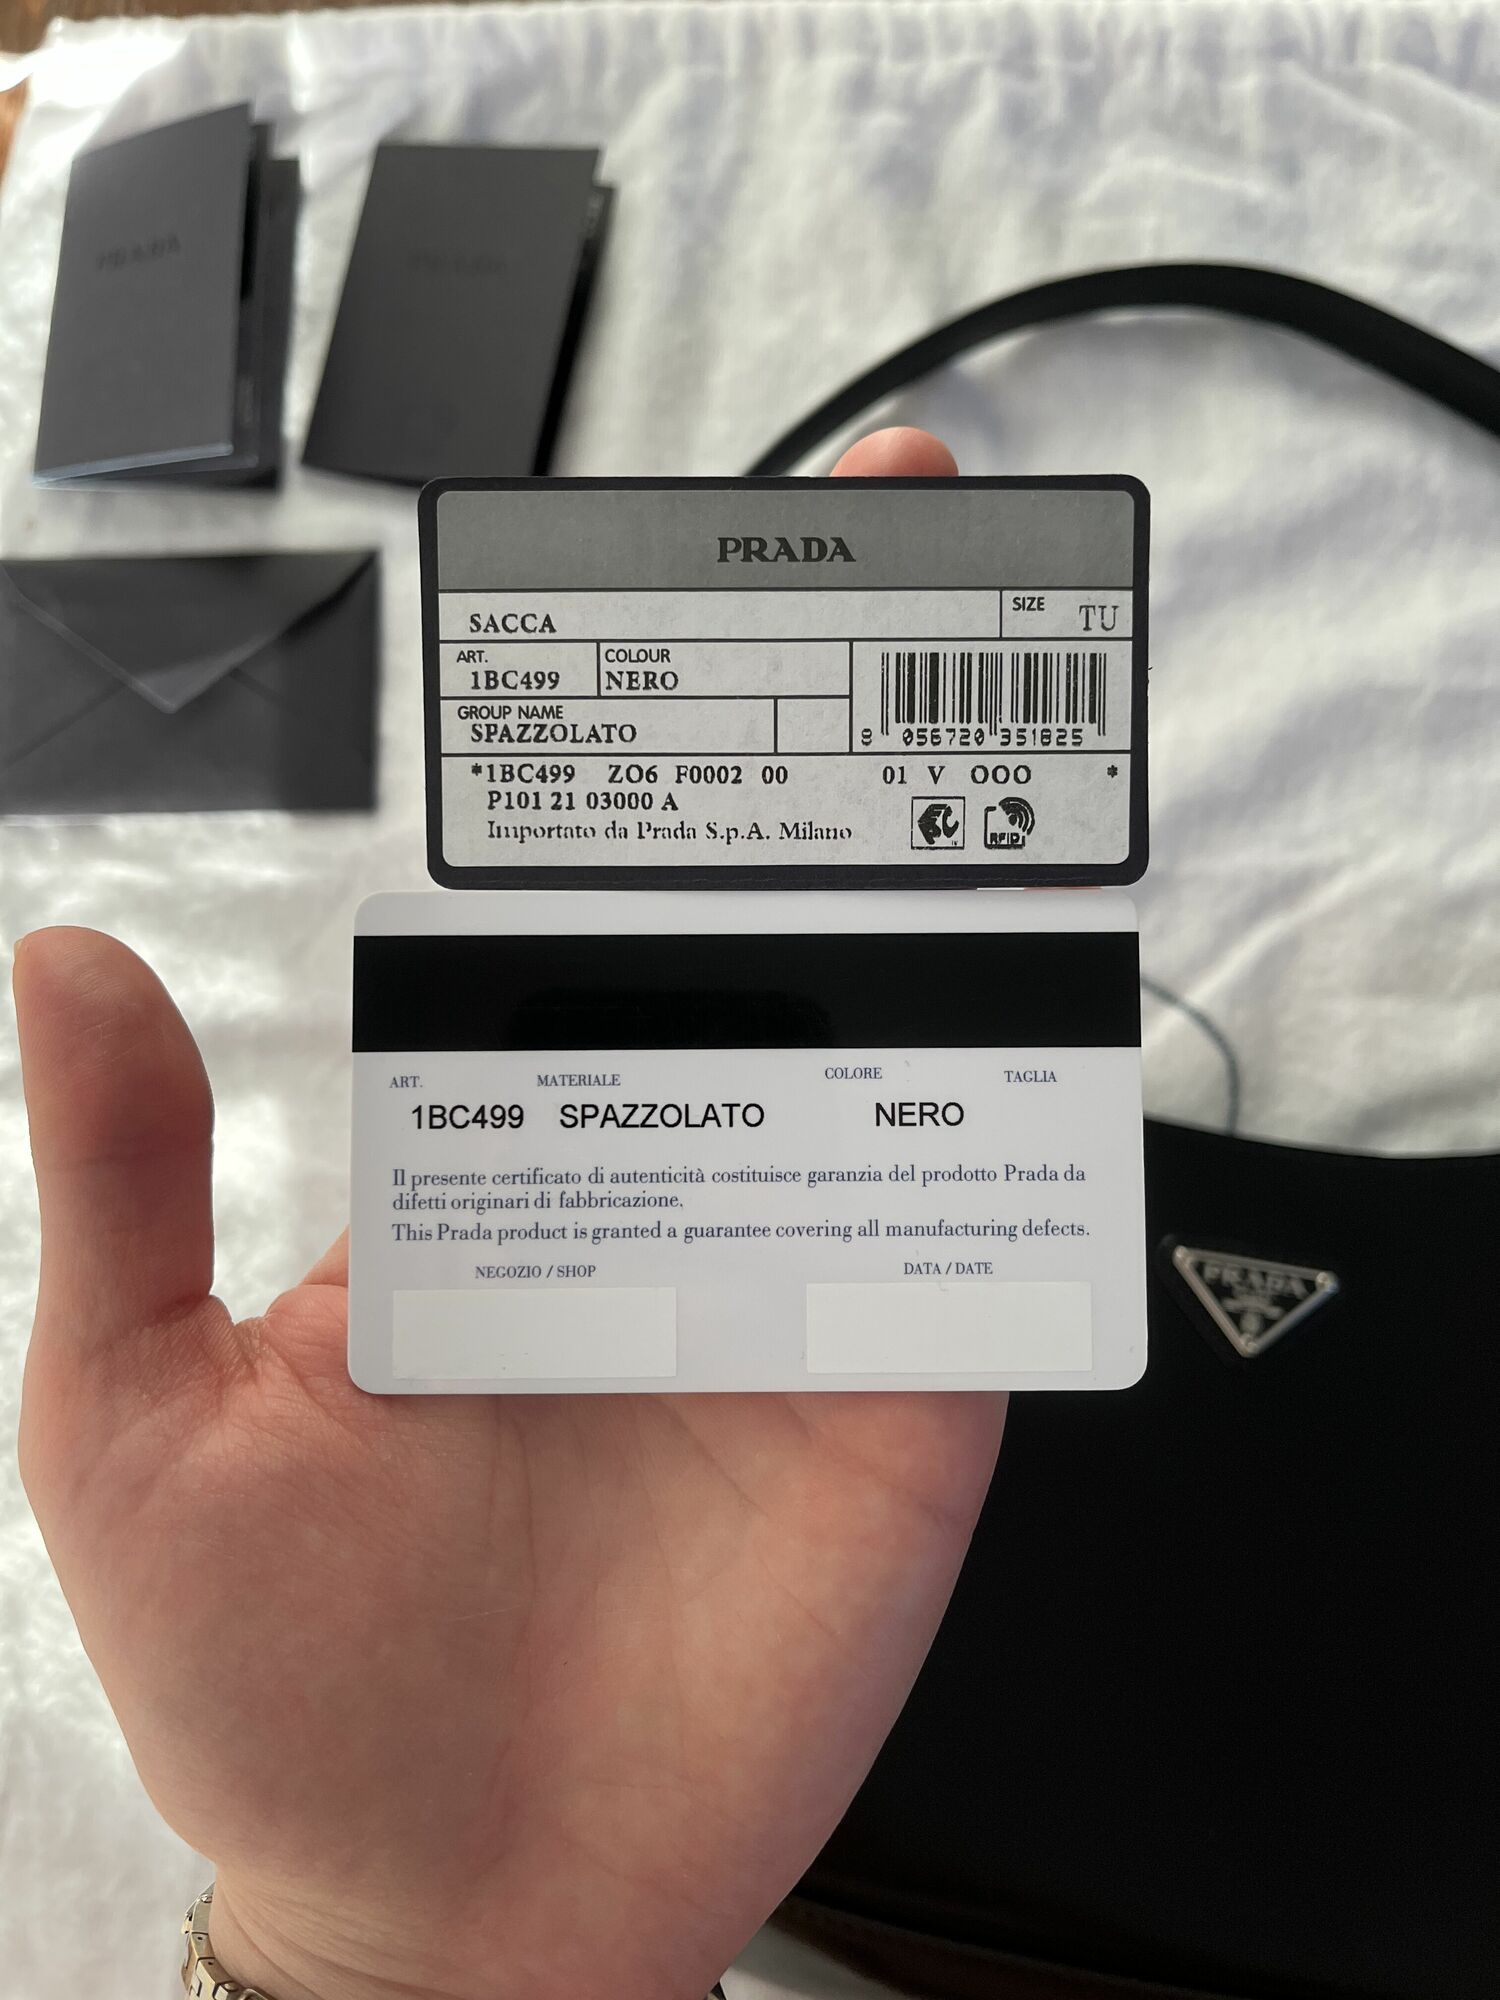 PRADA
PRADA
PRADA
SACCA
SIZE TU
ART. COLOUR
1BC499 NERO
GROUP NAME
SPAZZOLATO
8 056720 351825
*1BC499 ZO6 F0002 00 01 V OOO *
P101 21 03000 A
Importato da Prada S.p.A. Milano
RFID
ART. MATERIALE COLORE TAGLIA
1BC499 SPAZZOLATO NERO
Il presente certificato di autenticità costituisce garanzia del prodotto Prada da
difetti originari di fabbricazione.
This Prada product is granted a guarantee covering all manufacturing defects.
NEGOZIO / SHOP DATA / DATE
PRADA